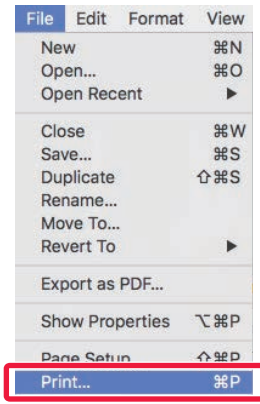 File Edit Format View
New ⌘N
Open... ⌘O
Open Recent ▶
Close ⌘W
Save... ⌘S
Duplicate ⇧⌘S
Rename...
Move To...
Revert To ▶
Export as PDF...
Show Properties ⌥⌘P
Page Setup ⇧⌘P
Print... ⌘P